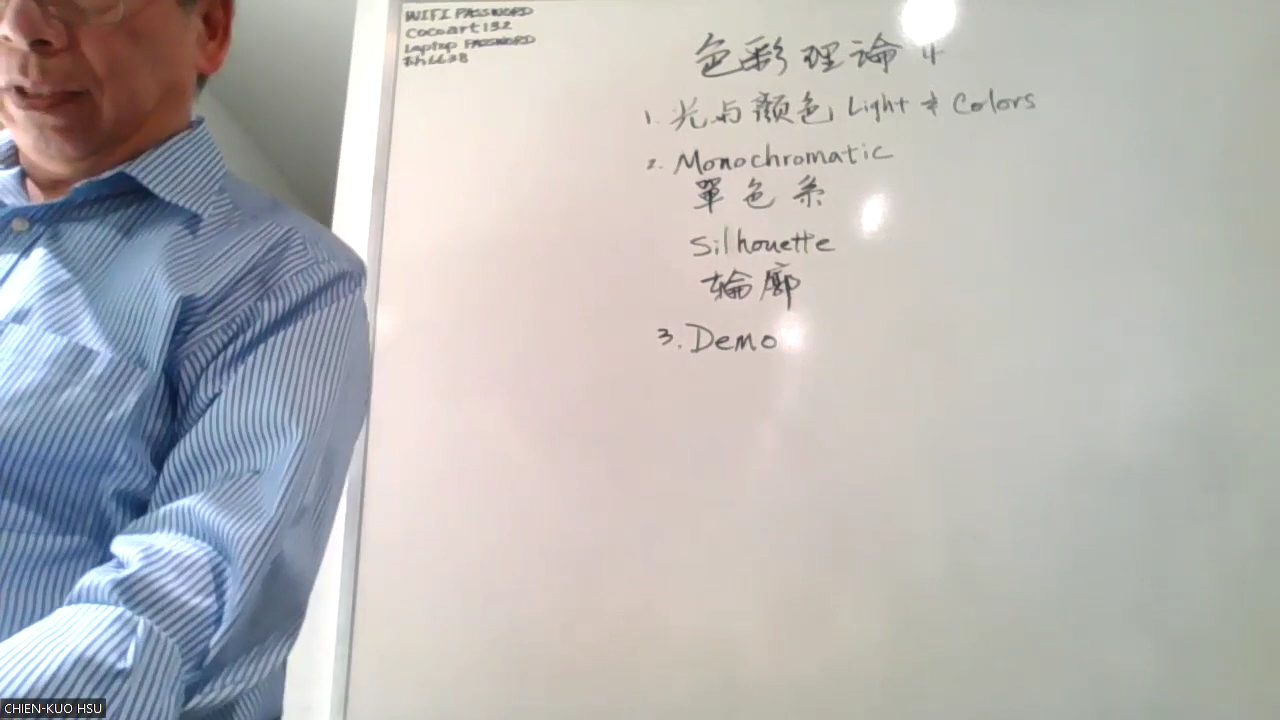 WIFI PASSWORD
Cocoart132
Laptop PASSWORD
色彩理論 4
1. 光与顏色 Light & Colors
2. Monochromatic
單色系
Silhouette
輪廓
3. Demo
CHIEN-KUO HSU